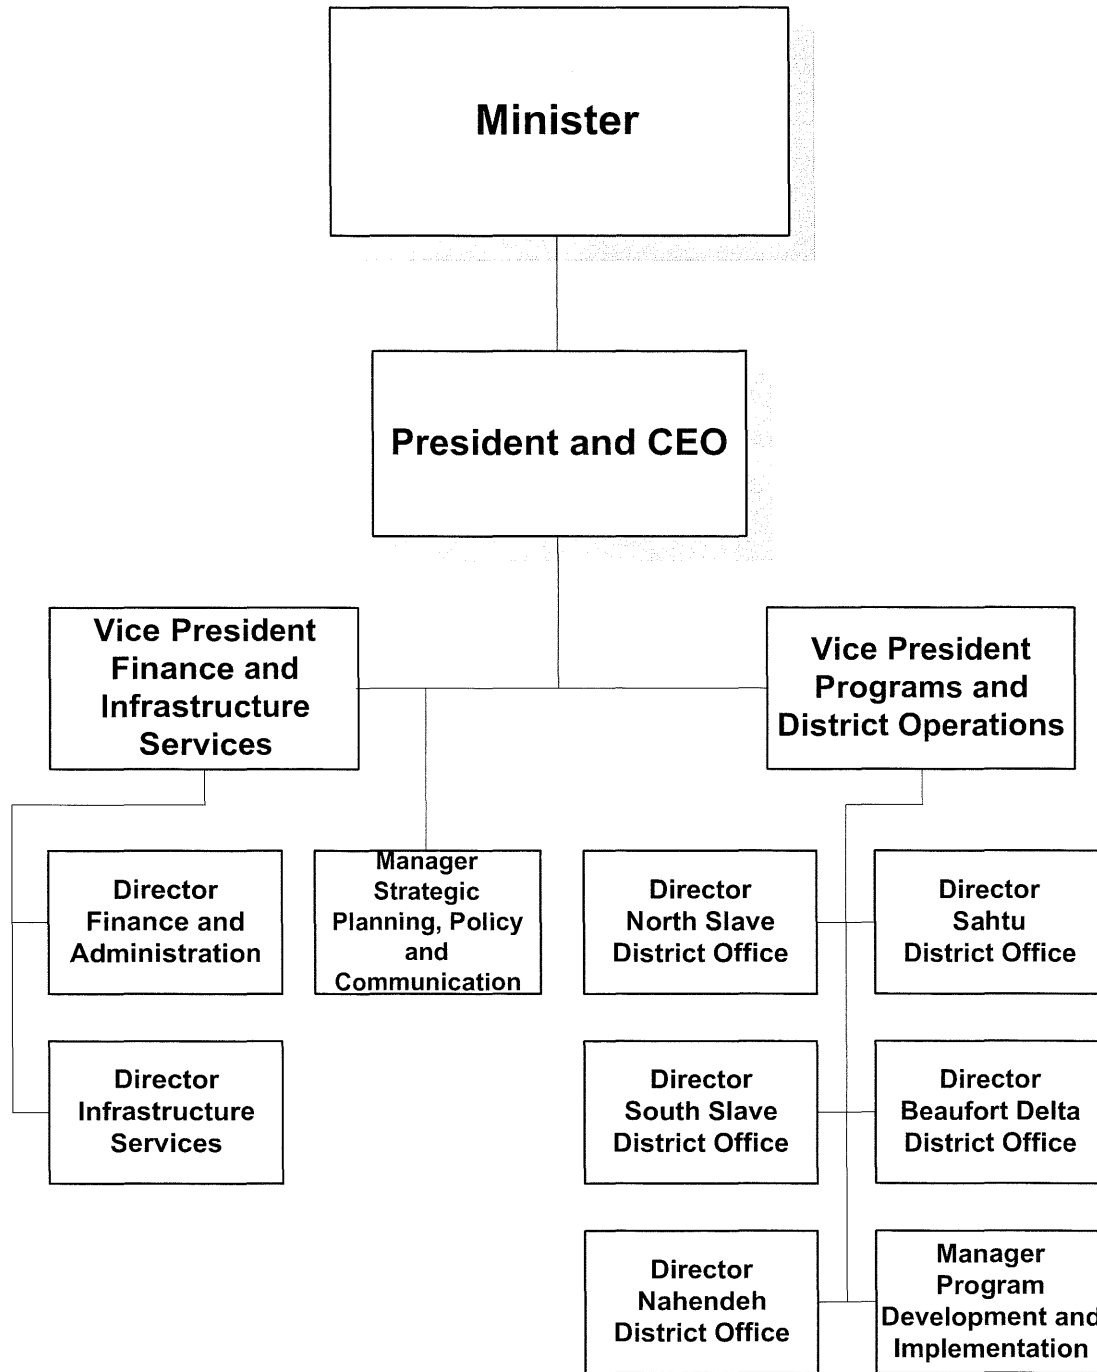 Minister
President and CEO
Vice President
Finance and
Infrastructure
Services
Vice President
Programs and
District Operations
Director
Finance and
Administration
Manager
Strategic
Planning, Policy
and
Communication
Director
North Slave
District Office
Director
Sahtu
District Office
Director
Infrastructure
Services
Director
South Slave
District Office
Director
Beaufort Delta
District Office
Director
Nahendeh
District Office
Manager
Program
Development and
Implementation